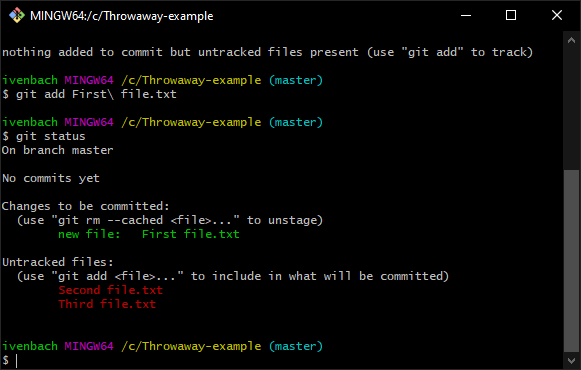 MINGW64:/c/Throwaway-example
nothing added to commit but untracked files present (use "git add" to track)
ivenbach MINGW64 /c/Throwaway-example (master)
$ git add First\ file.txt
ivenbach MINGW64 /c/Throwaway-example (master)
$ git status
On branch master
No commits yet
Changes to be committed:
(use "git rm --cached <file>..." to unstage)
new file: First file.txt
Untracked files:
(use "git add <file>..." to include in what will be committed)
Second file.txt
Third file.txt
ivenbach MINGW64 /c/Throwaway-example (master)
$